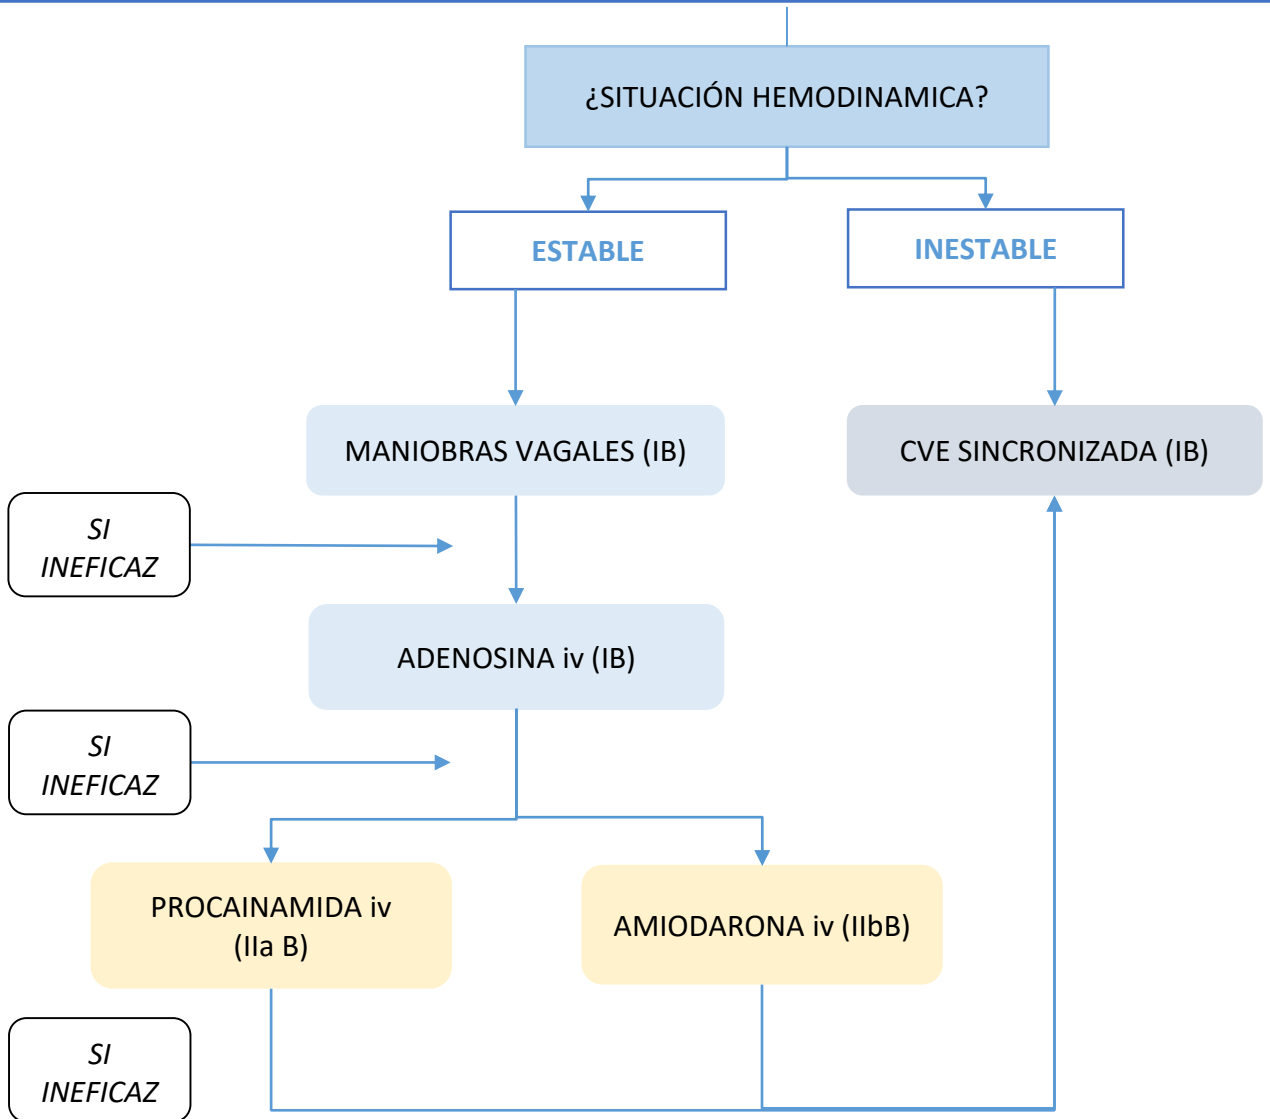 ¿SITUACIÓN HEMODINAMICA?
ESTABLE
INESTABLE
MANIOBRAS VAGALES (IB)
CVE SINCRONIZADA (IB)
SI
INEFICAZ
ADENOSINA iv (IB)
SI
INEFICAZ
PROCAINAMIDA iv
(IIa B)
AMIODARONA iv (IIbB)
SI
INEFICAZ